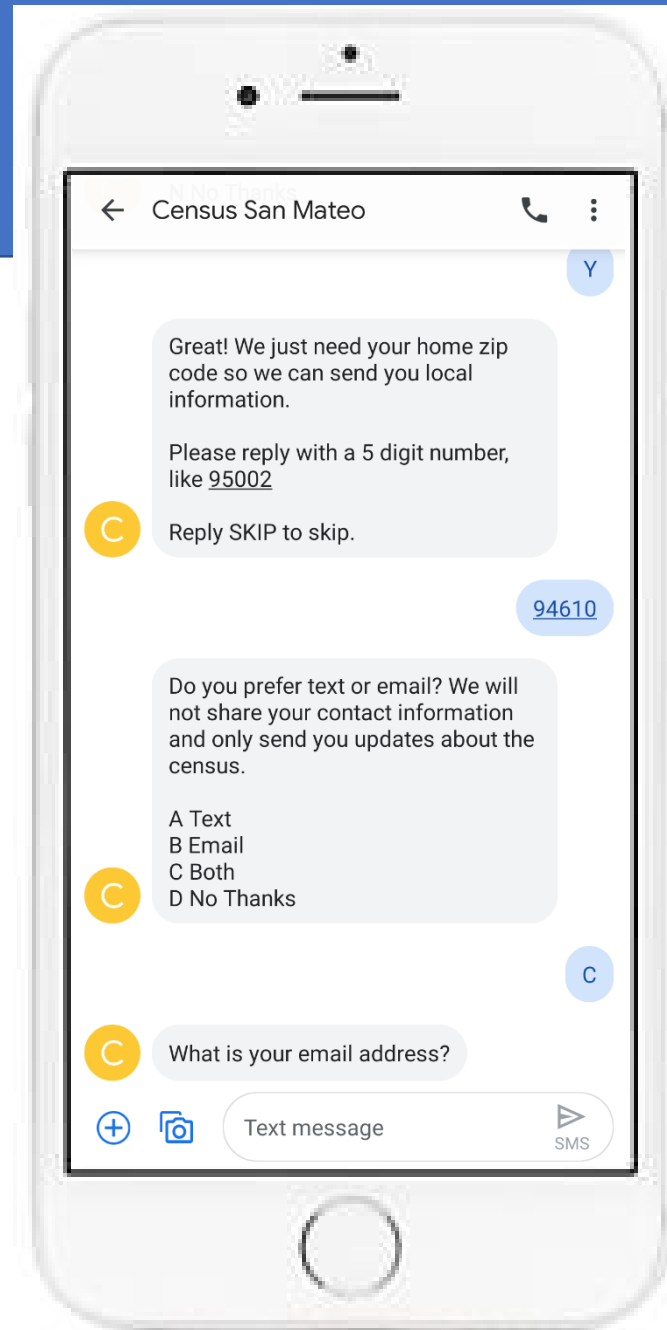 N No Thanks
Census San Mateo
Y
Great! We just need your home zip
code so we can send you local
information.
Please reply with a 5 digit number,
like 95002
Reply SKIP to skip.
C
94610
Do you prefer text or email? We will
not share your contact information
and only send you updates about the
census.
A Text
B Email
C Both
D No Thanks
C
C
C
What is your email address?
Text message
SMS